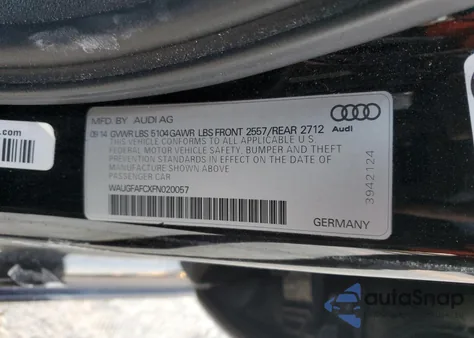 MFD. BY AUDI AG
08/14 GVWR LBS 5104 GAWR LBS FRONT 2557/REAR 2712
THIS VEHICLE CONFORMS TO ALL APPLICABLE U.S.
FEDERAL MOTOR VEHICLE SAFETY, BUMPER AND THEFT
PREVENTION STANDARDS IN EFFECT ON THE DATE OF
MANUFACTURE SHOWN ABOVE
PASSENGER CAR
WAUGFAFCXFN020057
GERMANY
Audi
3942124
s.com
autoSnap